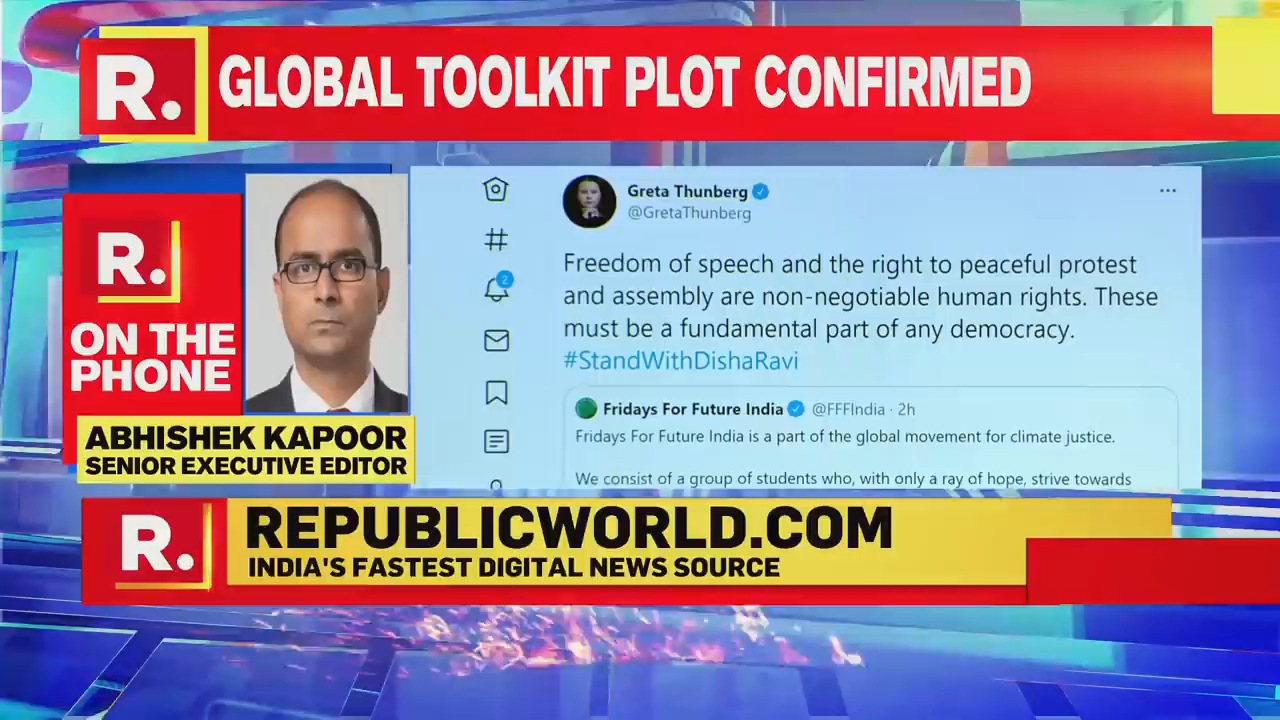 R.
GLOBAL TOOLKIT PLOT CONFIRMED
R.
ON THE
PHONE
ABHISHEK KAPOOR
SENIOR EXECUTIVE EDITOR
Greta Thunberg
@GretaThunberg
...
Freedom of speech and the right to peaceful protest
and assembly are non-negotiable human rights. These
must be a fundamental part of any democracy.
#StandWithDishaRavi
2
Fridays For Future India @FFFIndia · 2h
Fridays For Future India is a part of the global movement for climate justice.
We consist of a group of students who, with only a ray of hope, strive towards
R.
REPUBLICWORLD.COM
INDIA'S FASTEST DIGITAL NEWS SOURCE